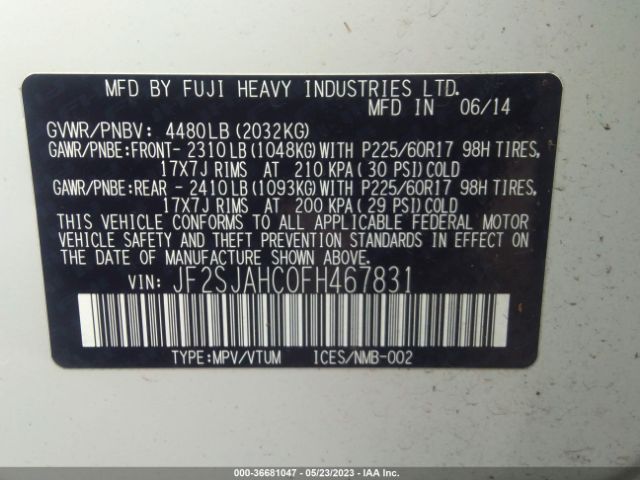 MFD BY FUJI HEAVY INDUSTRIES LTD.
MFD IN 06/14
GVWR/PNBV: 4480LB (2032KG)
GAWR/PNBE:FRONT- 2310LB (1048KG)WITH P225/60R17 98H TIRES,
17X7J RIMS AT 210 KPA (30 PSI) COLD
GAWR/PNBE:REAR - 2410LB (1093KG)WITH P225/60R17 98H TIRES,
17X7J RIMS AT 200 KPA (29 PSI) COLD
THIS VEHICLE CONFORMS TO ALL APPLICABLE FEDERAL MOTOR
VEHICLE SAFETY AND THEFT PREVENTION STANDARDS IN EFFECT
ON THE DATE OF MANUFACTURE SHOWN ABOVE.
VIN: JF2SJAHC0FH467831
TYPE:MPV/VTUM ICES/NMB-002
000-36681047 - 05/23/2023 - IAA Inc.